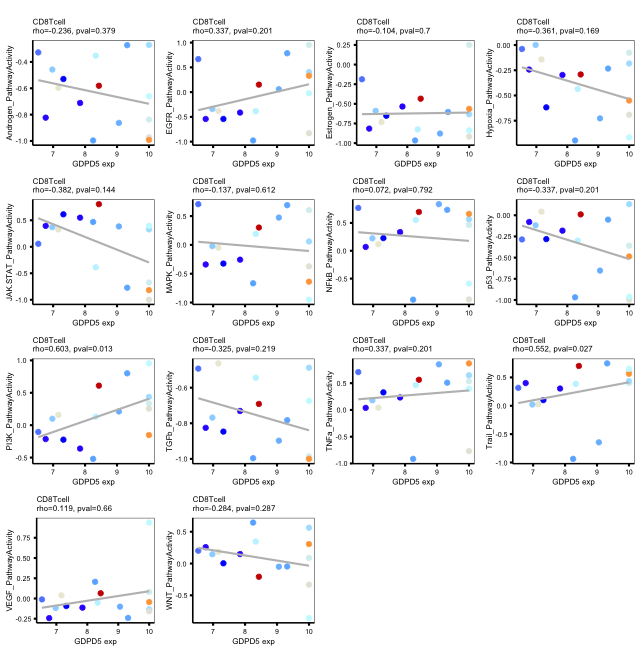 CD8Tcell
rho=-0.236, pval=0.379
Androgen_PathwayActivity
-0.4
-0.6
-0.8
-1.0
7
8
9
10
GDPD5 exp
CD8Tcell
rho=0.337, pval=0.201
EGFR_PathwayActivity
1.0
0.5
0.0
-0.5
-1.0
7
8
9
10
GDPD5 exp
CD8Tcell
rho=-0.104, pval=0.7
Estrogen_PathwayActivity
0.25
0.00
-0.25
-0.50
-0.75
-1.00
7
8
9
10
GDPD5 exp
CD8Tcell
rho=-0.361, pval=0.169
Hypoxia_PathwayActivity
0.00
-0.25
-0.50
-0.75
7
8
9
10
GDPD5 exp
CD8Tcell
rho=-0.382, pval=0.144
JAK.STAT_PathwayActivity
0.5
0.0
-0.5
-1.0
7
8
9
10
GDPD5 exp
CD8Tcell
rho=-0.137, pval=0.612
MAPK_PathwayActivity
0.5
0.0
-0.5
-1.0
7
8
9
10
GDPD5 exp
CD8Tcell
rho=0.072, pval=0.792
NFkB_PathwayActivity
0.5
0.0
-0.5
7
8
9
10
GDPD5 exp
CD8Tcell
rho=-0.337, pval=0.201
p53_PathwayActivity
0.0
-0.5
-1.0
7
8
9
10
GDPD5 exp
CD8Tcell
rho=0.603, pval=0.013
PI3K_PathwayActivity
1.0
0.5
0.0
-0.5
7
8
9
10
GDPD5 exp
CD8Tcell
rho=-0.325, pval=0.219
TGFb_PathwayActivity
-0.6
-0.8
-1.0
7
8
9
10
GDPD5 exp
CD8Tcell
rho=0.337, pval=0.201
TNFa_PathwayActivity
0.5
0.0
-0.5
-1.0
7
8
9
10
GDPD5 exp
CD8Tcell
rho=0.552, pval=0.027
Trail_PathwayActivity
0.5
0.0
-0.5
-1.0
7
8
9
10
GDPD5 exp
CD8Tcell
rho=0.119, pval=0.66
VEGF_PathwayActivity
0.75
0.50
0.25
0.00
-0.25
7
8
9
10
GDPD5 exp
CD8Tcell
rho=-0.284, pval=0.287
WNT_PathwayActivity
0.5
0.0
-0.5
7
8
9
10
GDPD5 exp